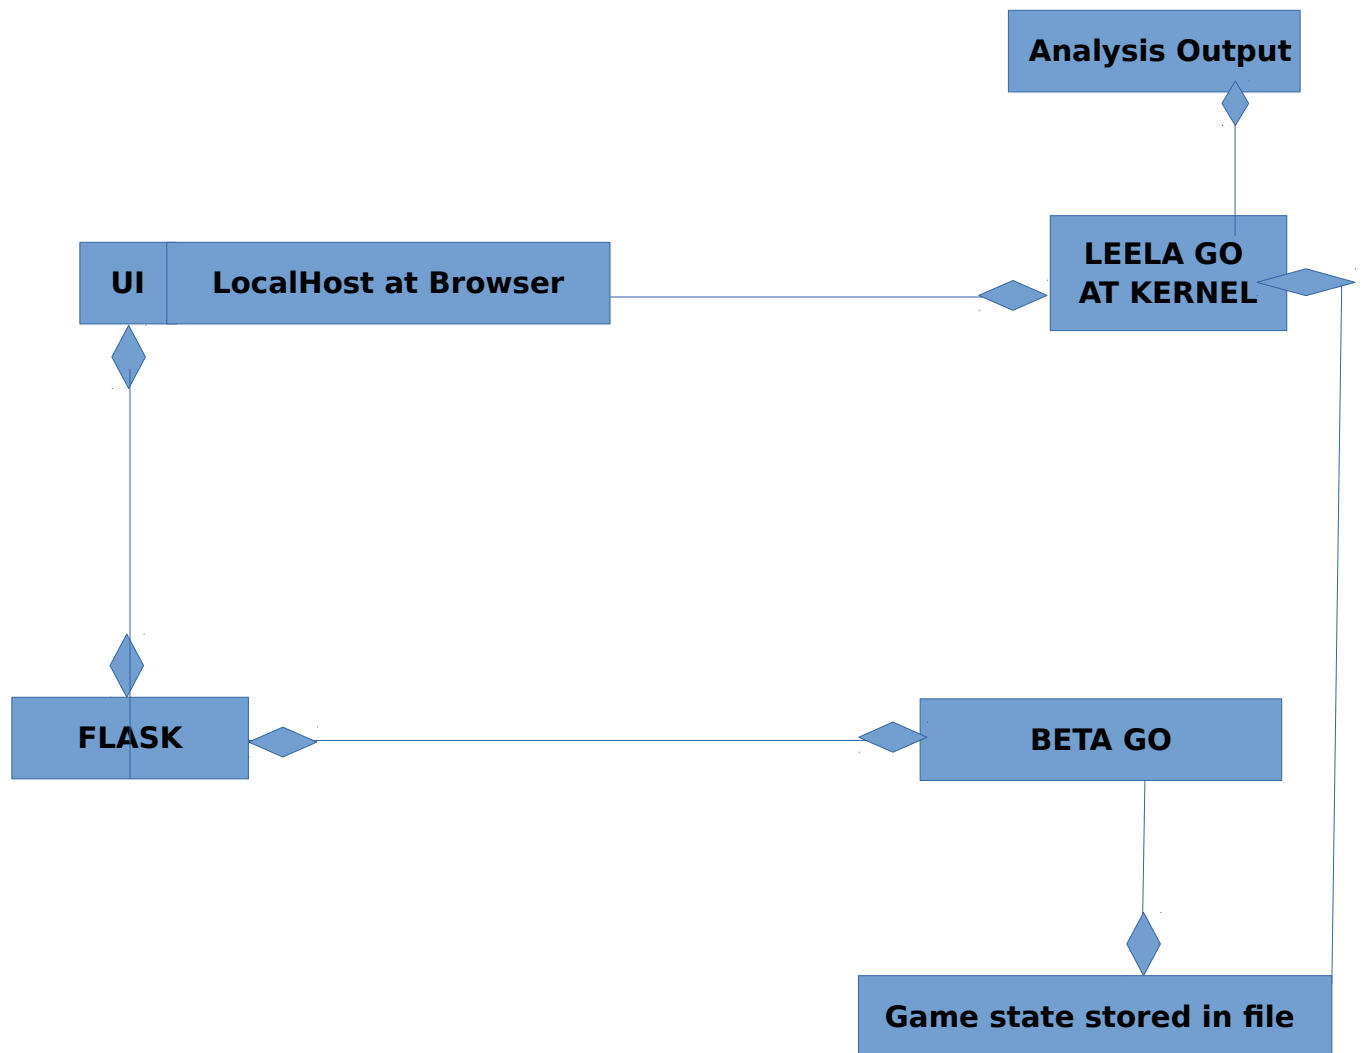 Analysis Output
UI
LocalHost at Browser
LEELA GO
AT KERNEL
FLASK
BETA GO
Game state stored in file